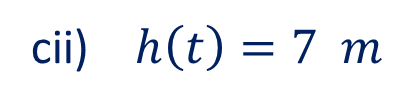 cii) h(t) = 7 m